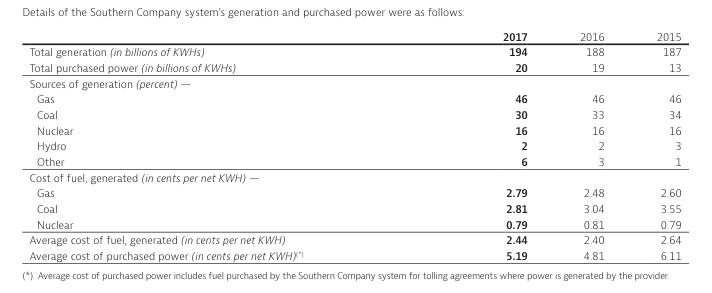 Details of the Southern Company system's generation and purchased power were as follows:
2017 2016 2015
Total generation (in billions of KWHs) 194 188 187
Total purchased power (in billions of KWHs) 20 19 13
Sources of generation (percent) —
Gas 46 46 46
Coal 30 33 34
Nuclear 16 16 16
Hydro 2 2 3
Other 6 3 1
Cost of fuel, generated (in cents per net KWH) —
Gas 2.79 2.48 2.60
Coal 2.81 3.04 3.55
Nuclear 0.79 0.81 0.79
Average cost of fuel, generated (in cents per net KWH) 2.44 2.40 2.64
Average cost of purchased power (in cents per net KWH)(*) 5.19 4.81 6.11
(*) Average cost of purchased power includes fuel purchased by the Southern Company system for tolling agreements where power is generated by the provider.